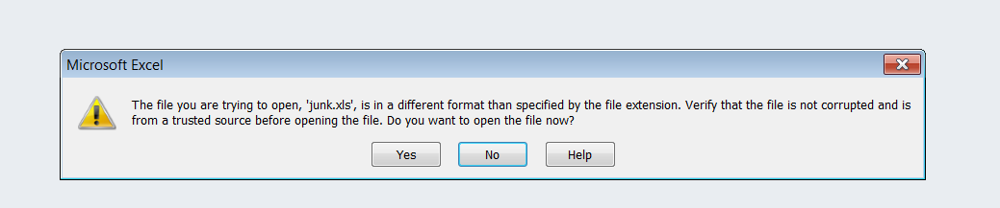 Microsoft Excel
The file you are trying to open, 'junk.xls', is in a different format than specified by the file extension. Verify that the file is not corrupted and is
from a trusted source before opening the file. Do you want to open the file now?
Yes No Help